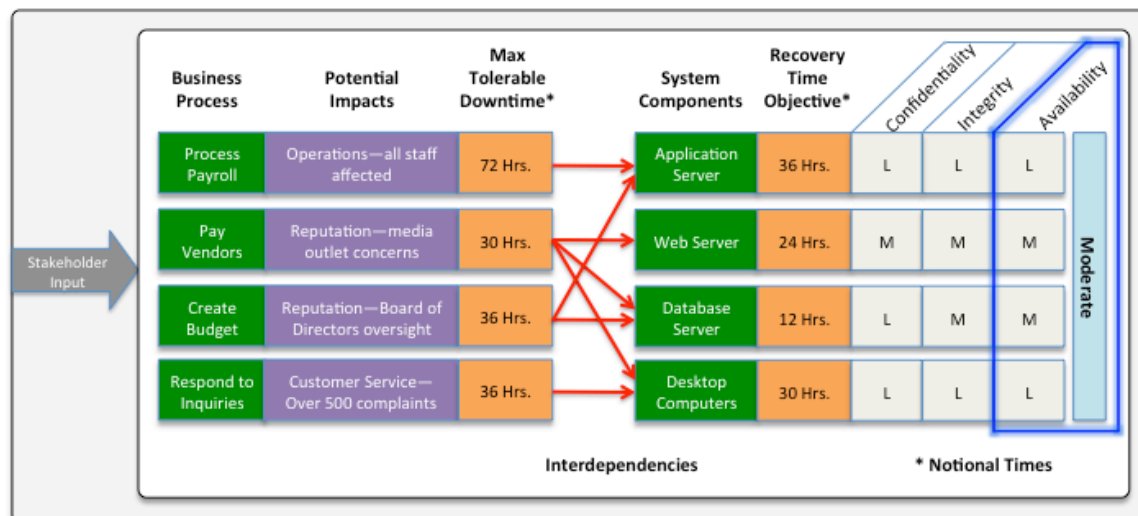 Business
Process
Potential
Impacts
Max
Tolerable
Downtime*
System
Components
Recovery
Time
Objective*
Confidentiality
Integrity
Availability
Process
Payroll
Operations—all staff
affected
72 Hrs.
Application
Server
36 Hrs.
L
L
L
Pay
Vendors
Reputation—media
outlet concerns
30 Hrs.
Web Server
24 Hrs.
M
M
M
Stakeholder
Input
Create
Budget
Reputation—Board of
Directors oversight
36 Hrs.
Database
Server
12 Hrs.
L
M
M
Respond to
Inquiries
Customer Service—
Over 500 complaints
36 Hrs.
Desktop
Computers
30 Hrs.
L
L
L
Moderate
Interdependencies
* Notional Times